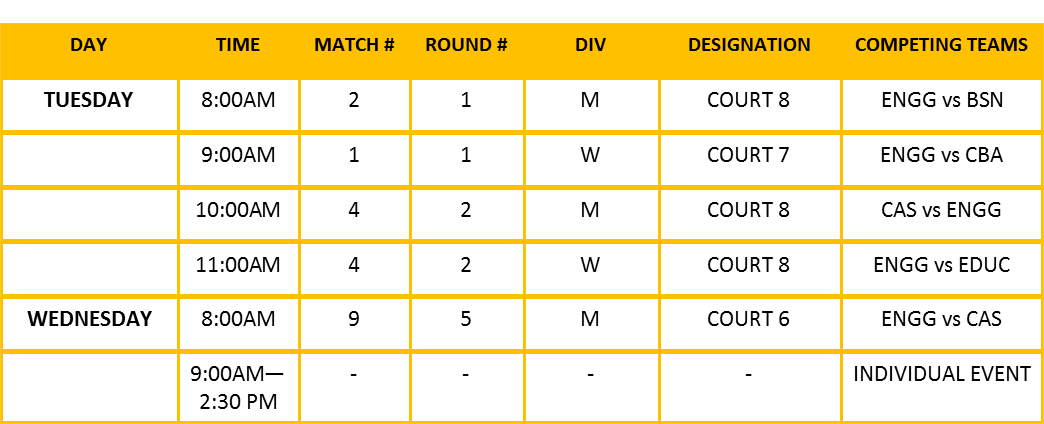 DAY TIME MATCH # ROUND # DIV DESIGNATION COMPETING TEAMS
TUESDAY 8:00AM 2 1 M COURT 8 ENGG vs BSN
9:00AM 1 1 W COURT 7 ENGG vs CBA
10:00AM 4 2 M COURT 8 CAS vs ENGG
11:00AM 4 2 W COURT 8 ENGG vs EDUC
WEDNESDAY 8:00AM 9 5 M COURT 6 ENGG vs CAS
9:00AM— - - - - INDIVIDUAL EVENT
2:30 PM